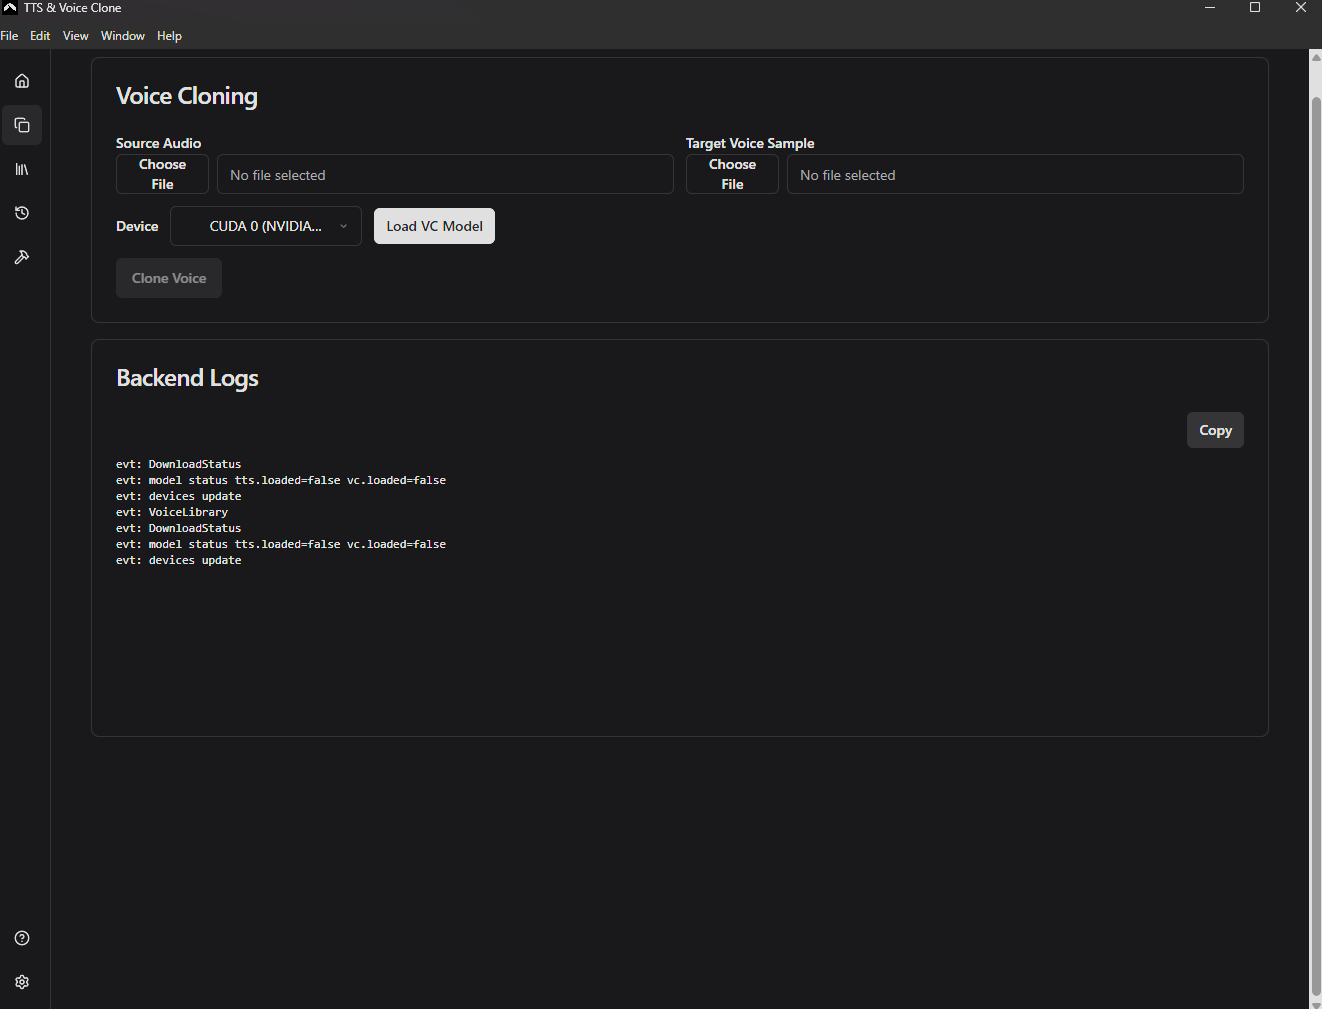 TTS & Voice Clone
File Edit View Window Help
Voice Cloning
Source Audio
Choose
File
No file selected
Target Voice Sample
Choose
File
No file selected
Device
CUDA 0 (NVIDIA...
Load VC Model
Clone Voice
Backend Logs
Copy
evt: DownloadStatus
evt: model status tts.loaded=false vc.loaded=false
evt: devices update
evt: VoiceLibrary
evt: DownloadStatus
evt: model status tts.loaded=false vc.loaded=false
evt: devices update